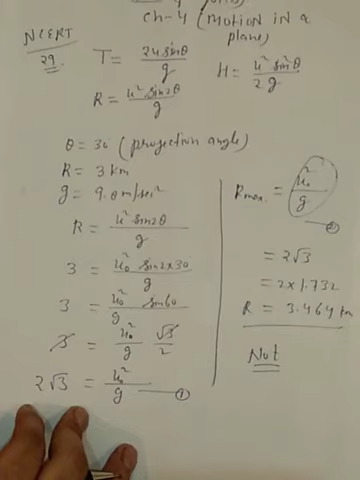 Ch-4 (MOTION IN a
plane)
NCERT
29
T = 2u sinθ / g
H = u² sin²θ / 2g
R = u² sin2θ / g
θ = 30 (projection angle)
R = 3 km
g = 9.8 m/sec²
R = u² sin2θ / g
3 = u₀² sin2×30 / g
3 = u₀² sin60 / g
3 = u₀² / g √3 / 2
2√3 = u₀² / g — ①
Rmax. = u₀² / g — ②
= 2√3
= 2×1.732
R = 3.464 km
Not